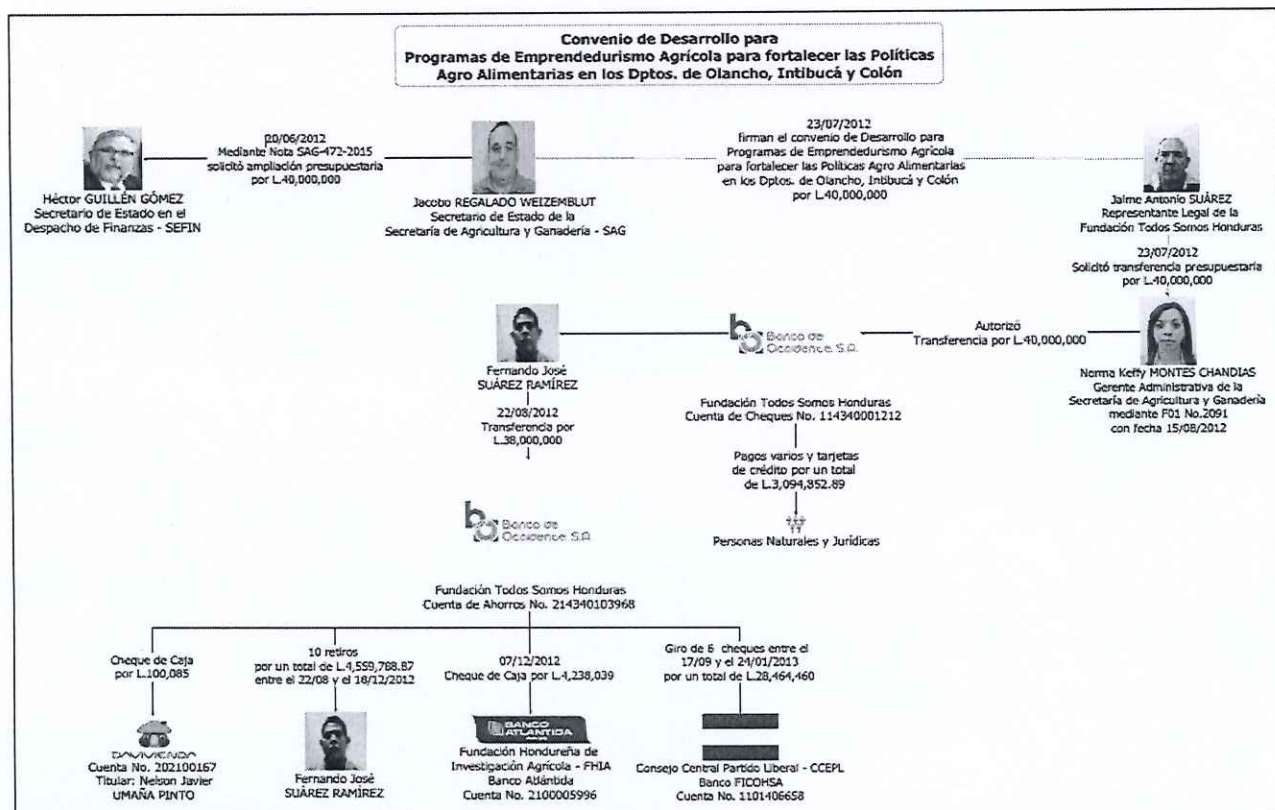 Convenio de Desarrollo para
Programas de Emprendedurismo Agrícola para fortalecer las Políticas
Agro Alimentarias en los Dptos. de Olancho, Intibucá y Colón
20/06/2012
Mediante Nota SAG-472-2015
solicitó ampliación presupuestaria
por L.40,000,000
23/07/2012
firman el convenio de Desarrollo para
Programas de Emprendedurismo Agrícola
para fortalecer las Políticas Agro Alimentarias
en los Dptos. de Olancho, Intibucá y Colón
por L.40,000,000
Héctor GUILLÉN GÓMEZ
Secretario de Estado en el
Despacho de Finanzas - SEFIN
Jacobo REGALADO WEIZEMBLUT
Secretario de Estado de la
Secretaría de Agricultura y Ganadería - SAG
Jaime Antonio SUÁREZ
Representante Legal de la
Fundación Todos Somos Honduras
23/07/2012
Solicitó transferencia presupuestaria
por L.40,000,000
Banco de
Occidente, S.A.
Autorizó
Transferencia por L.40,000,000
Fernando José
SUÁREZ RAMÍREZ
Norma Keffy MONTES CHANDIAS
Gerente Administrativa de la
Secretaría de Agricultura y Ganadería
mediante F01 No.2091
con fecha 15/08/2012
22/08/2012
Transferencia por
L.38,000,000
Fundación Todos Somos Honduras
Cuenta de Cheques No. 114340001212
Pagos varios y tarjetas
de crédito por un total
de L.3,094,852.89
Banco de
Occidente, S.A.
Personas Naturales y Jurídicas
Fundación Todos Somos Honduras
Cuenta de Ahorros No. 214340103968
Cheque de Caja
por L.100,085
10 retiros
por un total de L.4,559,788.87
entre el 22/08 y el 18/12/2012
07/12/2012
Cheque de Caja por L.4,238,039
Giro de 6 cheques entre el
17/09 y el 24/01/2013
por un total de L.28,464,460
DAVIVIENDA
Cuenta No. 202100167
Titular: Nelson Javier
UMAÑA PINTO
Fernando José
SUÁREZ RAMÍREZ
BANCO
ATLANTIDA
Fundación Hondureña de
Investigación Agrícola - FHIA
Banco Atlántida
Cuenta No. 2100005996
Consejo Central Partido Liberal - CCEPL
Banco FICOHSA
Cuenta No. 1101406658